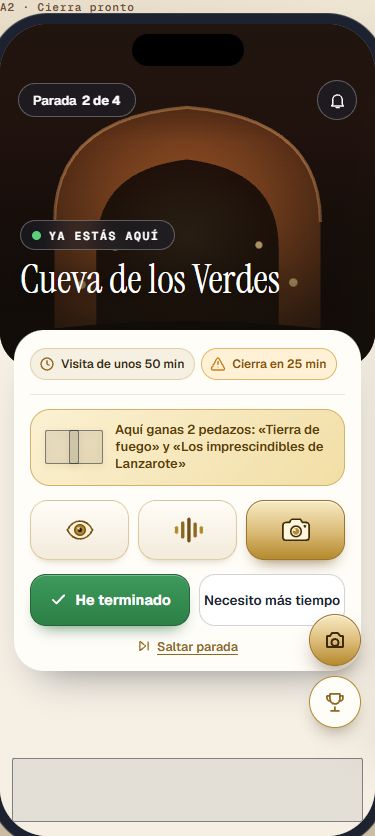 A2 · Cierra pronto
Parada 2 de 4
YA ESTÁS AQUÍ
Cueva de los Verdes
Visita de unos 50 min
Cierra en 25 min
Aquí ganas 2 pedazos: «Tierra de
fuego» y «Los imprescindibles de
Lanzarote»
He terminado
Necesito más tiempo
Saltar parada